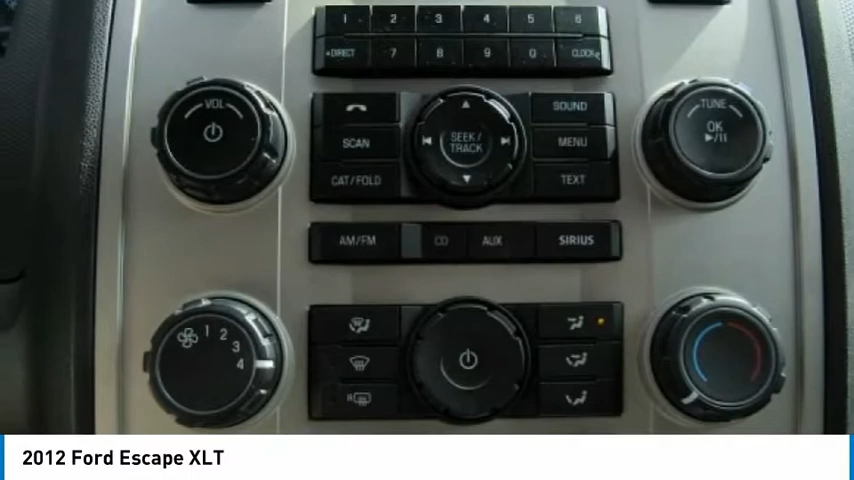 1 2 3 4 5 6
DIRECT 7 8 9 0 CLOCK
VOL
SOUND
TUNE
OK
SCAN
SEEK/
TRACK
MENU
CAT/FOLD
TEXT
AM/FM CD AUX SIRIUS
1 2
3
4
R
2012 Ford Escape XLT